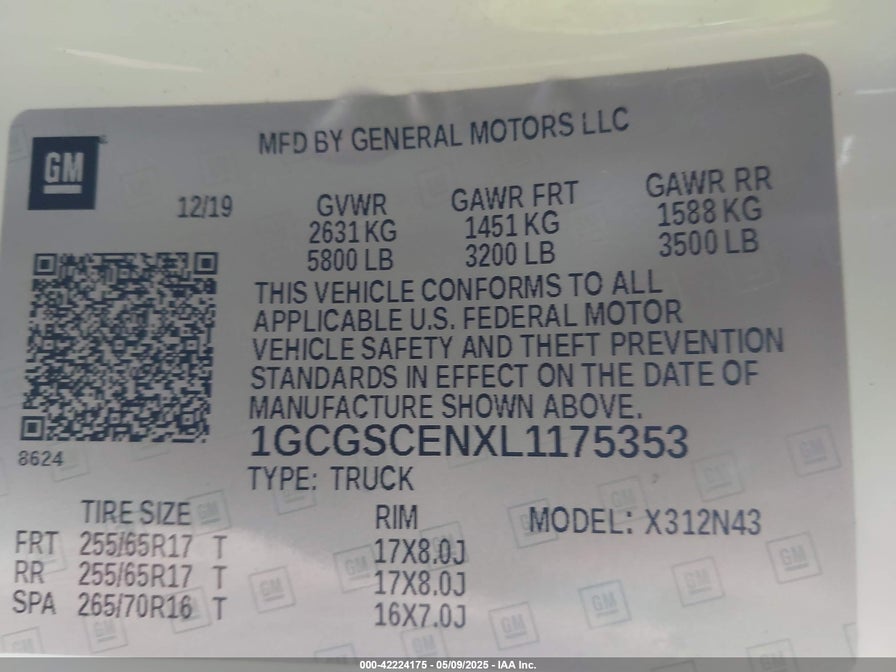 MFD BY GENERAL MOTORS LLC
GM
12/19
GVWR GAWR FRT GAWR RR
2631 KG 1451 KG 1588 KG
5800 LB 3200 LB 3500 LB
THIS VEHICLE CONFORMS TO ALL
APPLICABLE U.S. FEDERAL MOTOR
VEHICLE SAFETY AND THEFT PREVENTION
STANDARDS IN EFFECT ON THE DATE OF
MANUFACTURE SHOWN ABOVE.
1GCGSCENXL1175353
8624
TYPE: TRUCK
TIRE SIZE RIM MODEL: X312N43
FRT 255/65R17 T 17X8.0J
RR 255/65R17 T 17X8.0J
SPA 265/70R16 T 16X7.0J
000-42224175 - 05/09/2025 - IAA Inc.